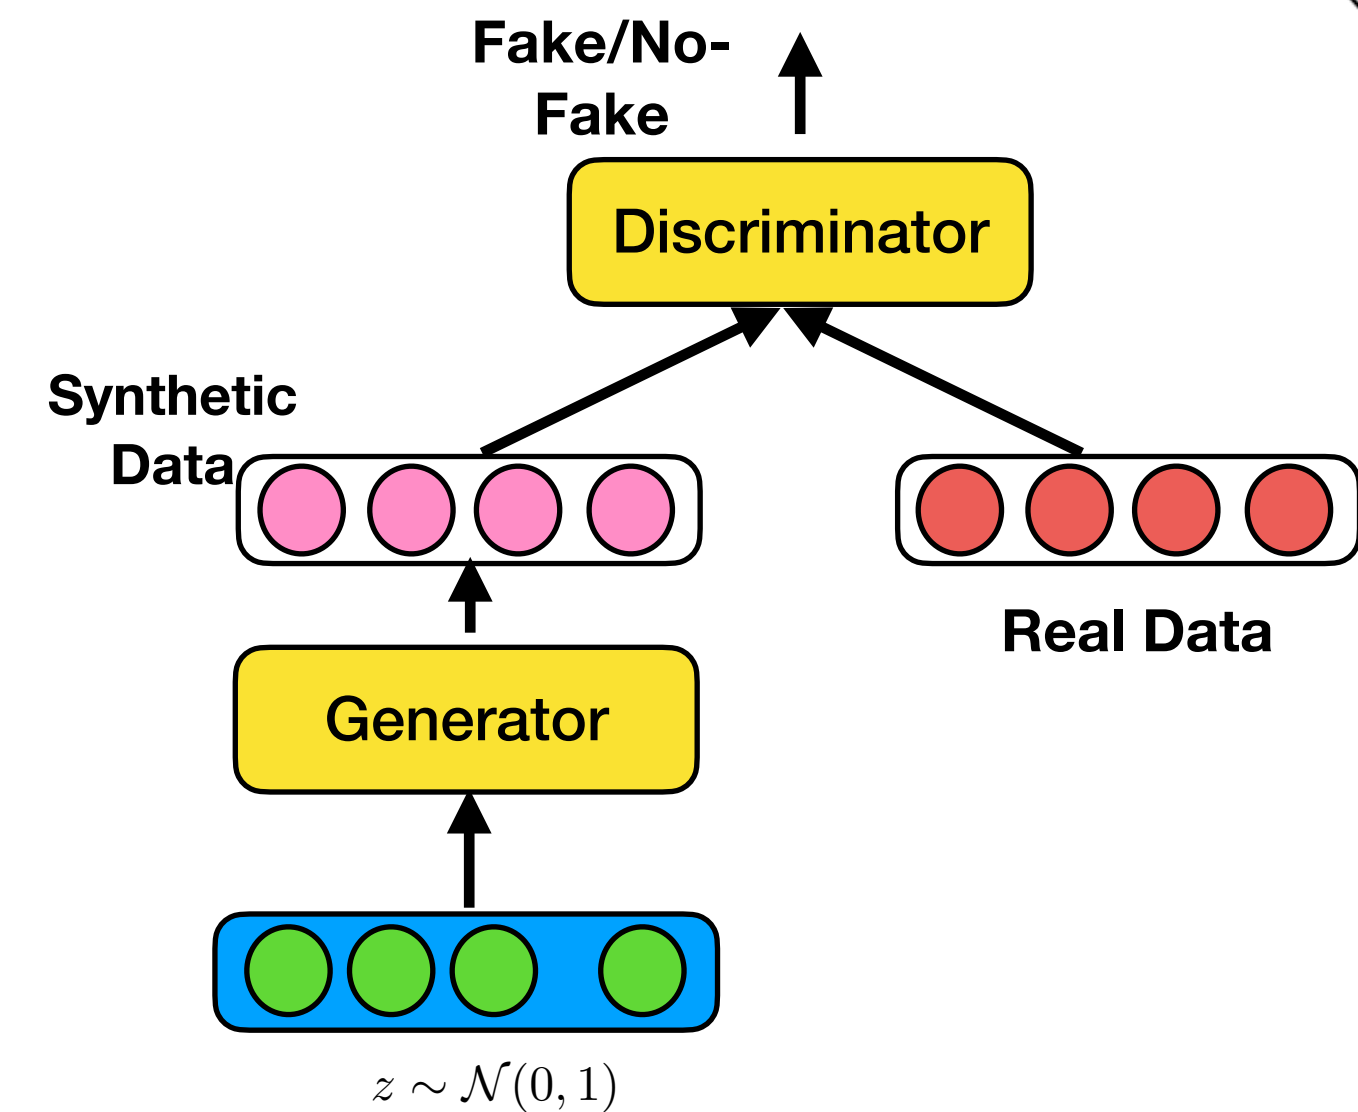 Fake/No-
Fake
Discriminator
Synthetic
Data
Real Data
Generator
z ∼ 𝒩(0, 1)